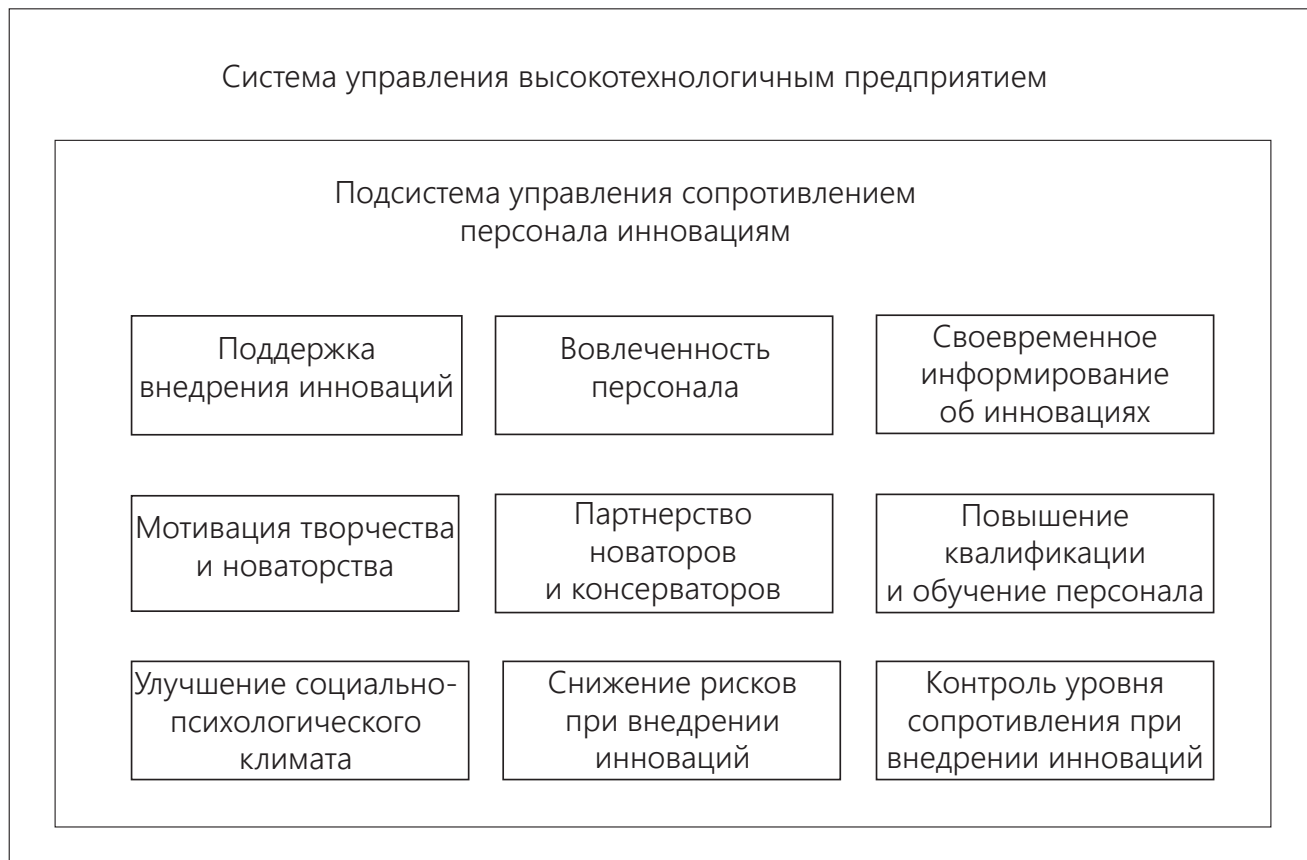 Система управления высокотехнологичным предприятием
Подсистема управления сопротивлением
персонала инновациям
Поддержка
внедрения инноваций
Вовлеченность
персонала
Своевременное
информирование
об инновациях
Мотивация творчества
и новаторства
Партнерство
новаторов
и консерваторов
Повышение
квалификации
и обучение персонала
Улучшение социально-
психологического
климата
Снижение рисков
при внедрении
инноваций
Контроль уровня
сопротивления при
внедрении инноваций